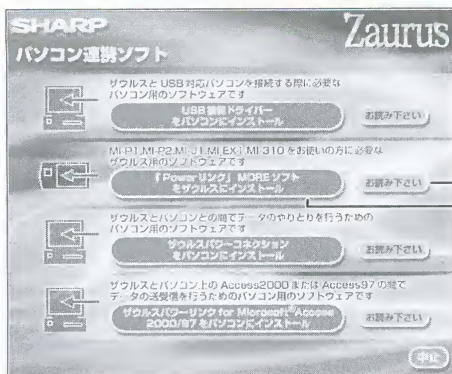 SHARP
Zaurus
パソコン連携ソフト
ザウルスと USB 対応パソコンを接続する際に必要な
パソコン用のソフトウェアです
USB 接続ドライバー
をパソコンにインストール
お読み下さい
MI-P1,MI-P2,MI-J1,MI-EX1,MI-310 をお使いの方に必要な
ザウルス用のソフトウェアです
「Powerリンク」MOREソフト
をザウルスにインストール
お読み下さい
ザウルスとパソコンとの間でデータのやりとりを行うための
パソコン用のソフトウェアです
ザウルスパワーコネクション
をパソコンにインストール
お読み下さい
ザウルスとパソコン上の Access2000 または Access97 の間で
データの送受信を行うためのパソコン用のソフトウェアです
ザウルスパワーリンク for Microsoft® Access
2000/97 をパソコンにインストール
お読み下さい
中止